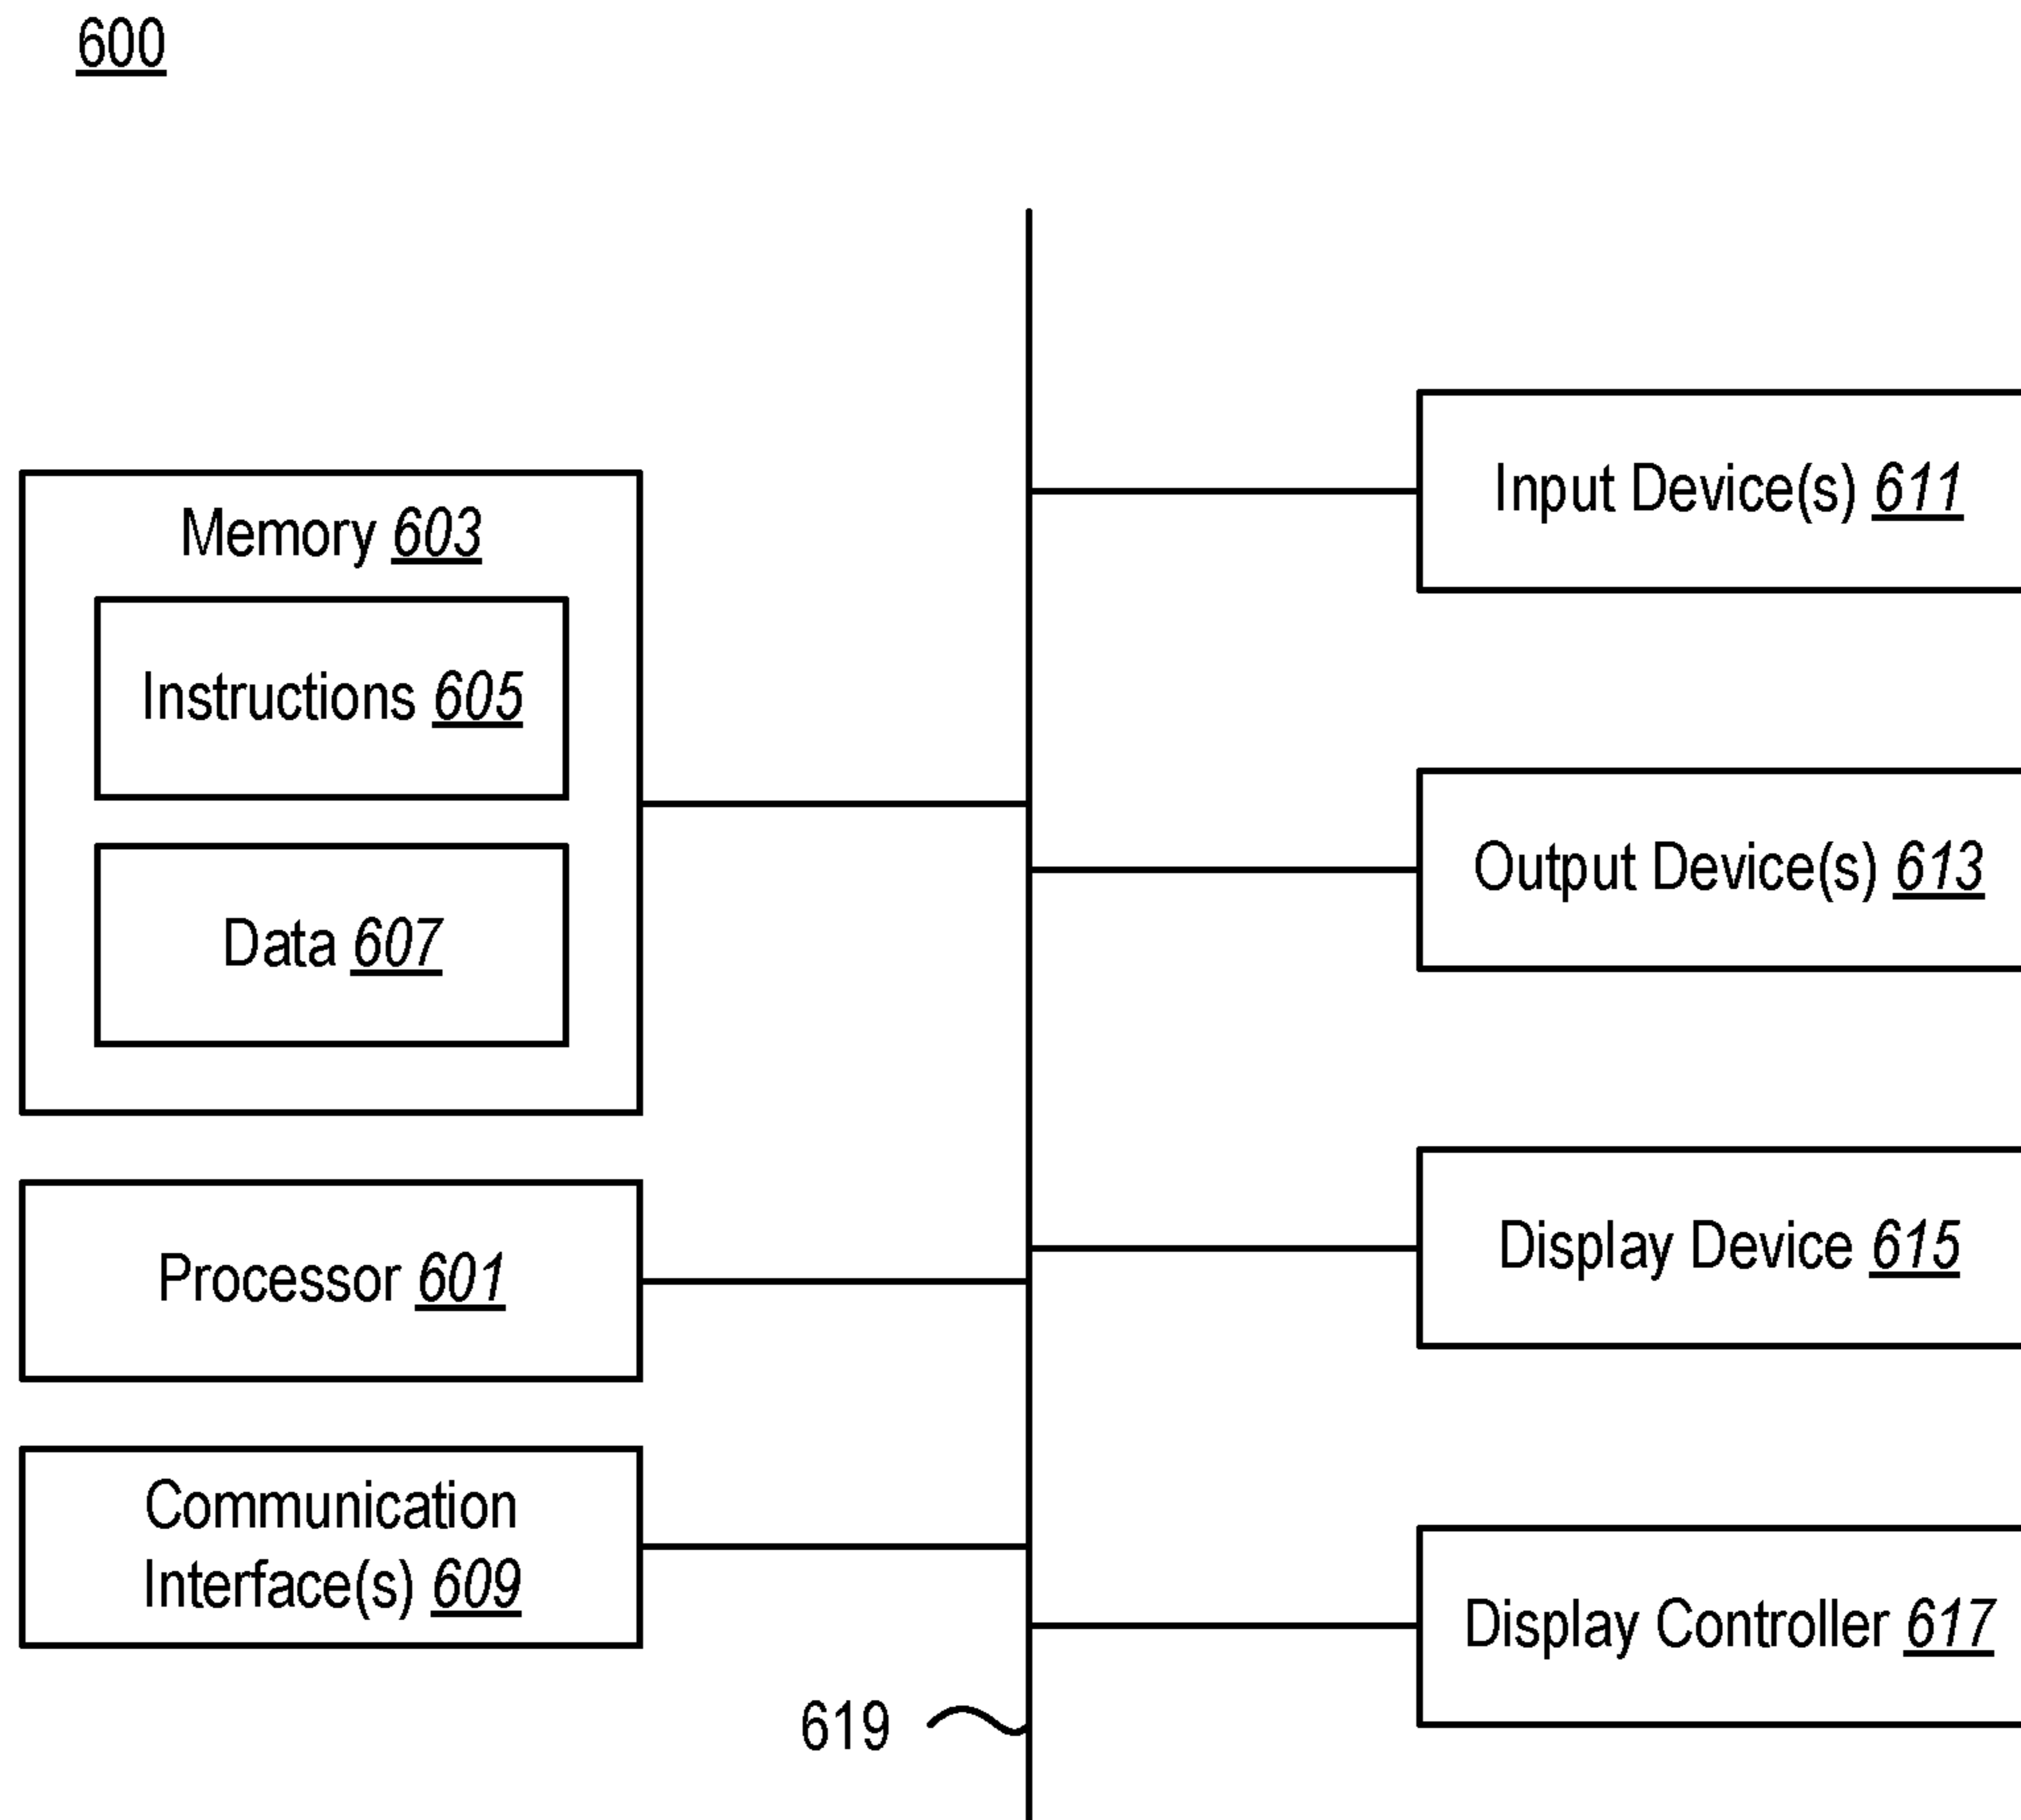 600
Memory 603
Instructions 605
Data 607
Processor 601
Communication
Interface(s) 609
619
Input Device(s) 611
Output Device(s) 613
Display Device 615
Display Controller 617